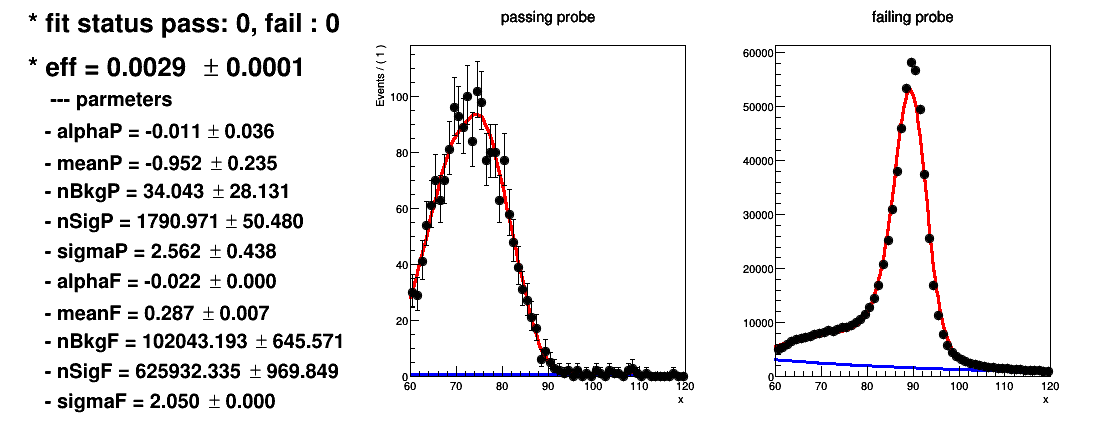 * fit status pass: 0, fail : 0
* eff = 0.0029 ± 0.0001
--- parmeters
- alphaP = -0.011 ± 0.036
- meanP = -0.952 ± 0.235
- nBkgP = 34.043 ± 28.131
- nSigP = 1790.971 ± 50.480
- sigmaP = 2.562 ± 0.438
- alphaF = -0.022 ± 0.000
- meanF = 0.287 ± 0.007
- nBkgF = 102043.193 ± 645.571
- nSigF = 625932.335 ± 969.849
- sigmaF = 2.050 ± 0.000
passing probe
Events / ( 1 )
100
80
60
40
20
0
60 70 80 90 100 110 120
x
failing probe
60000
50000
40000
30000
20000
10000
0
60 70 80 90 100 110 120
x